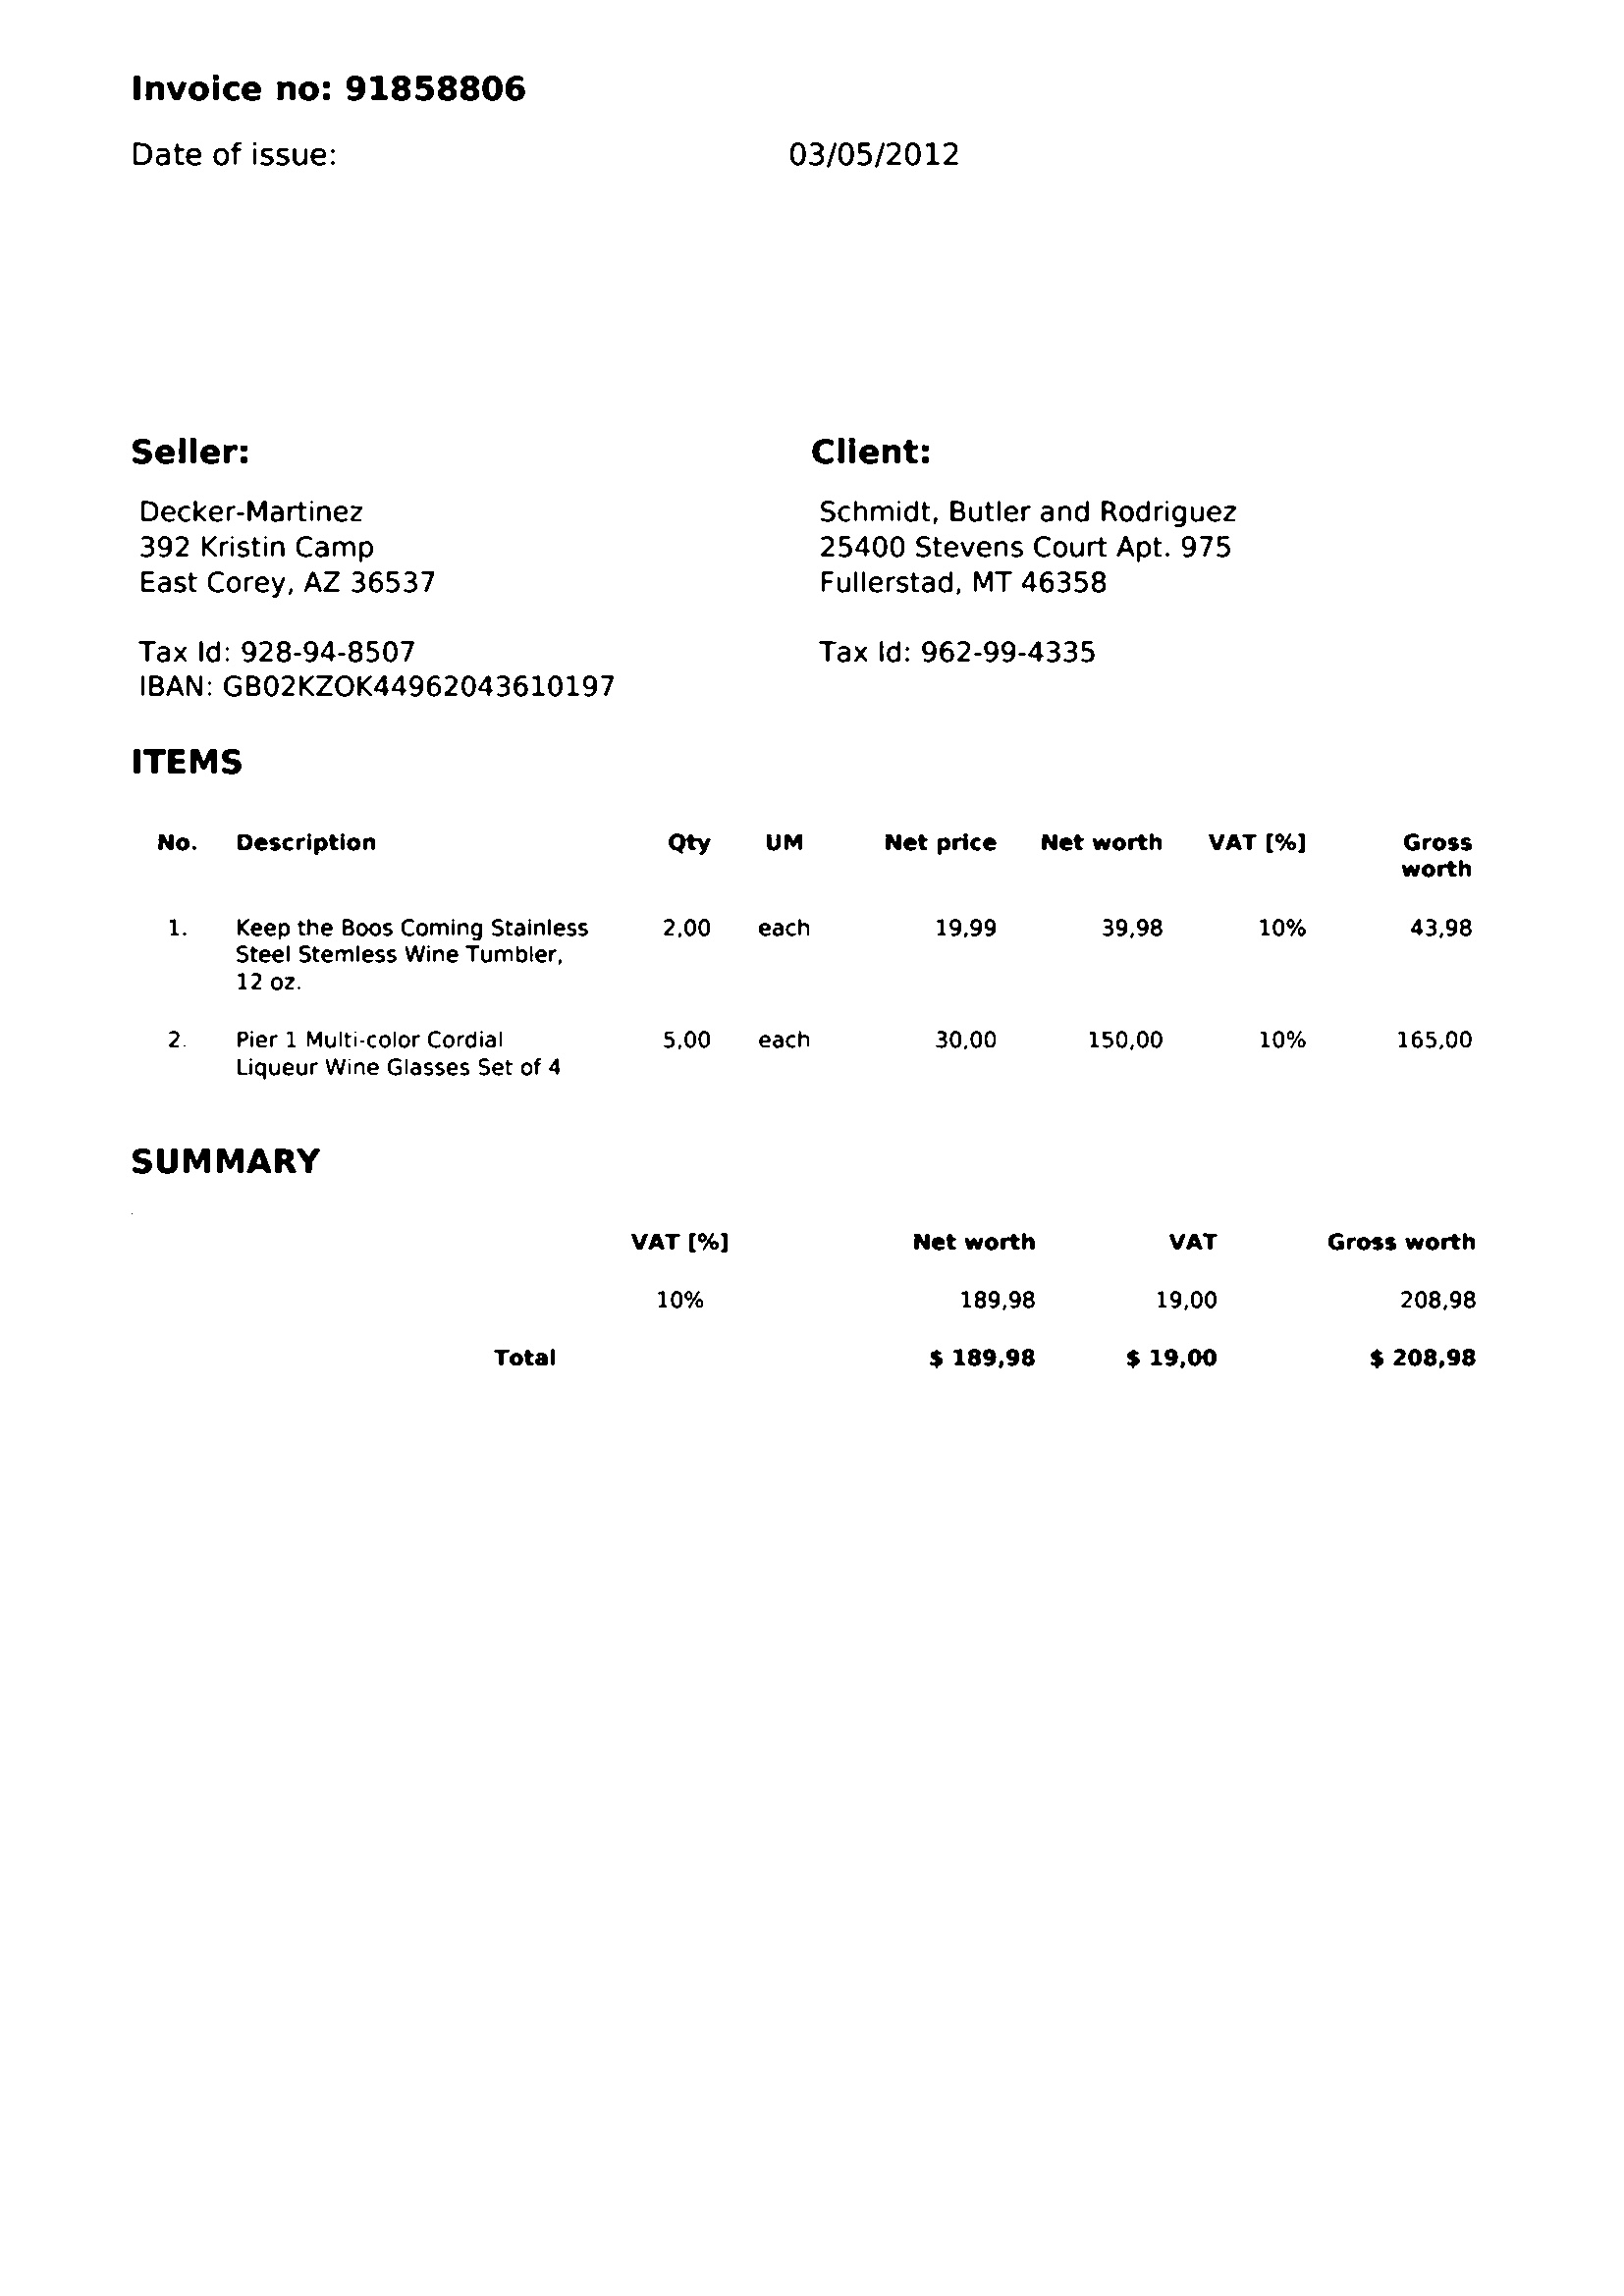 Invoice no: 91858806
Date of issue: 03/05/2012
Seller:
Decker-Martinez
392 Kristin Camp
East Corey, AZ 36537
Tax Id: 928-94-8507
IBAN: GB02KZOK44962043610197
Client:
Schmidt, Butler and Rodriguez
25400 Stevens Court Apt. 975
Fullerstad, MT 46358
Tax Id: 962-99-4335
ITEMS
No. Description Qty UM Net price Net worth VAT [%] Gross
worth
1. Keep the Boos Coming Stainless 2,00 each 19,99 39,98 10% 43,98
Steel Stemless Wine Tumbler,
12 oz.
2. Pier 1 Multi-color Cordial 5,00 each 30,00 150,00 10% 165,00
Liqueur Wine Glasses Set of 4
SUMMARY
VAT [%] Net worth VAT Gross worth
10% 189,98 19,00 208,98
Total $ 189,98 $ 19,00 $ 208,98